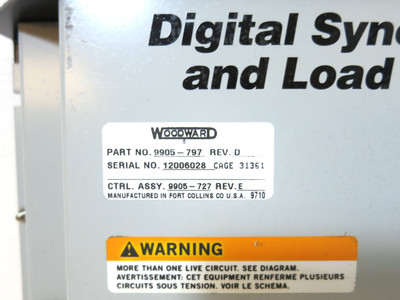 Digital Sync
and Load
WOODWARD
PART NO. 9905-797 REV. D
SERIAL NO. 12006028 CAGE 31361
CTRL. ASSY. 9905-727 REV. E
MANUFACTURED IN FORT COLLINS CO U.S.A. 9710
WARNING
MORE THAN ONE LIVE CIRCUIT. SEE DIAGRAM.
AVERTISSEMENT: CET EQUIPMENT RENFERME PLUSIEURS
CIRCUITS SOUS TENSION. VOIR LE SCHEMA.